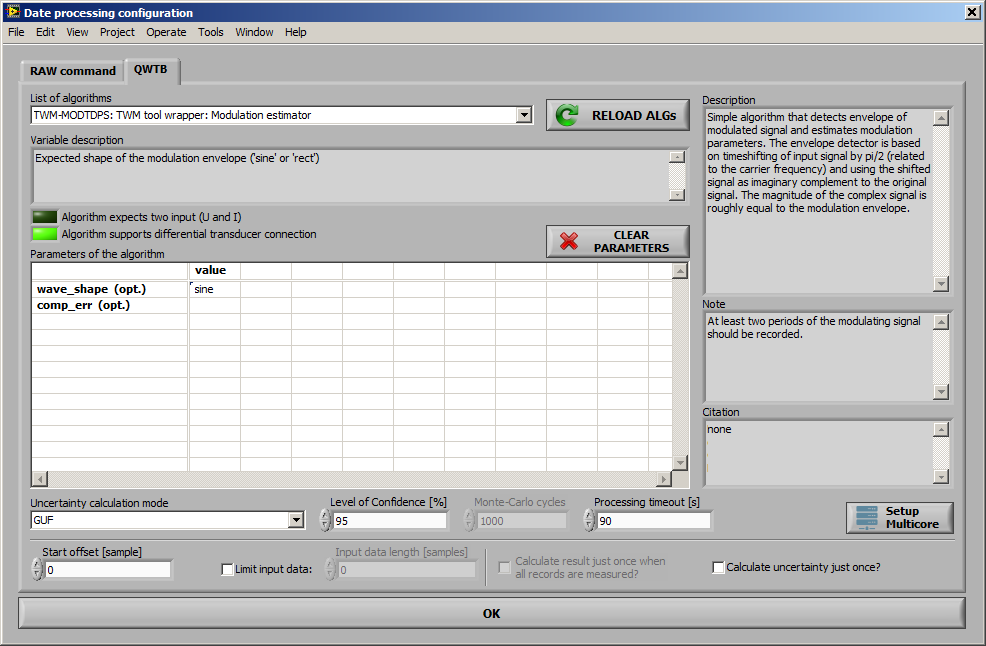 Date processing configuration
File Edit View Project Operate Tools Window Help
RAW command QWTB
List of algorithms
TWM-MODTDPS: TWM tool wrapper: Modulation estimator
RELOAD ALGs
Variable description
Expected shape of the modulation envelope ('sine' or 'rect')
Algorithm expects two input (U and I)
Algorithm supports differential transducer connection
CLEAR
PARAMETERS
Parameters of the algorithm
value
wave_shape (opt.) sine
comp_err (opt.)
Description
Simple algorithm that detects envelope of
modulated signal and estimates modulation
parameters. The envelope detector is based
on timeshifting of input signal by pi/2 (related
to the carrier frequency) and using the shifted
signal as imaginary complement to the original
signal. The magnitude of the complex signal is
roughly equal to the modulation envelope.
Note
At least two periods of the modulating signal
should be recorded.
Citation
none
Uncertainty calculation mode
GUF
Level of Confidence [%]
95
Monte-Carlo cycles
1000
Processing timeout [s]
90
Setup
Multicore
Start offset [sample]
0
Limit input data:
Input data length [samples]
0
Calculate result just once when
all records are measured?
Calculate uncertainty just once?
OK